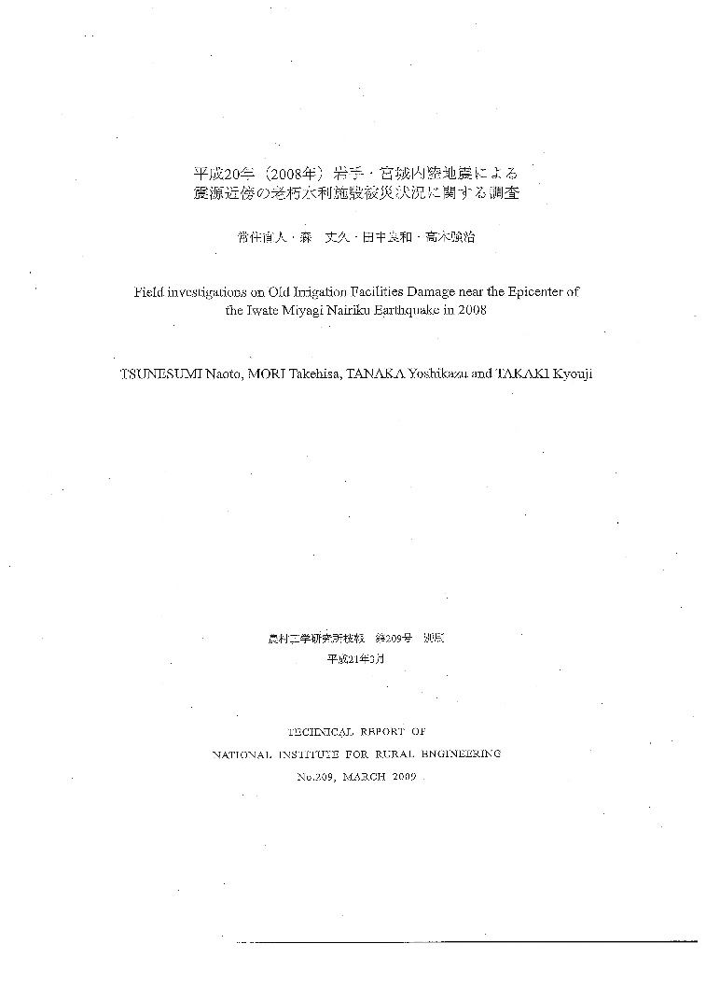 平成20年（2008年）岩手・宮城内陸地震による
震源近傍の老朽水利施設被災状況に関する調査
常住直人・森　丈久・田中良和・高木強治
Field investigations on Old Irrigation Facilities Damage near the Epicenter of
the Iwate Miyagi Nairiku Earthquake in 2008
TSUNESUMI Naoto, MORI Takehisa, TANAKA Yoshikazu and TAKAKI Kyouji
農村工学研究所技報　第209号　別刷
平成21年3月
TECHNICAL REPORT OF
NATIONAL INSTITUTE FOR RURAL ENGINEERING
No.209, MARCH 2009